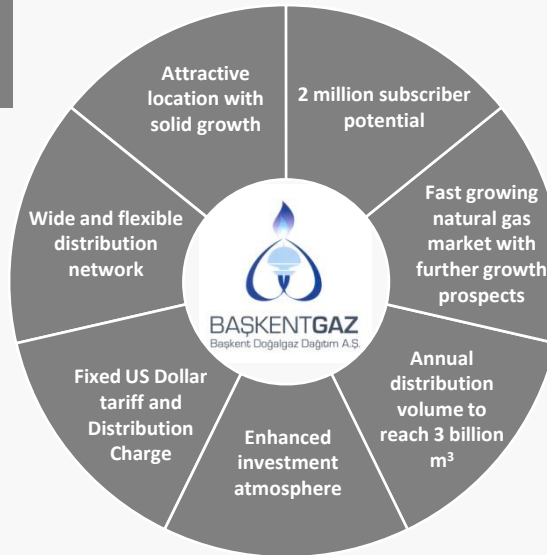 Attractive
location with
solid growth
2 million subscriber
potential
Fast growing
natural gas
market with
further growth
prospects
Annual
distribution
volume to
reach 3 billion
m³
Enhanced
investment
atmosphere
Fixed US Dollar
tariff and
Distribution
Charge
Wide and flexible
distribution
network
BAŞKENTGAZ
Başkent Doğalgaz Dağıtım A.Ş.